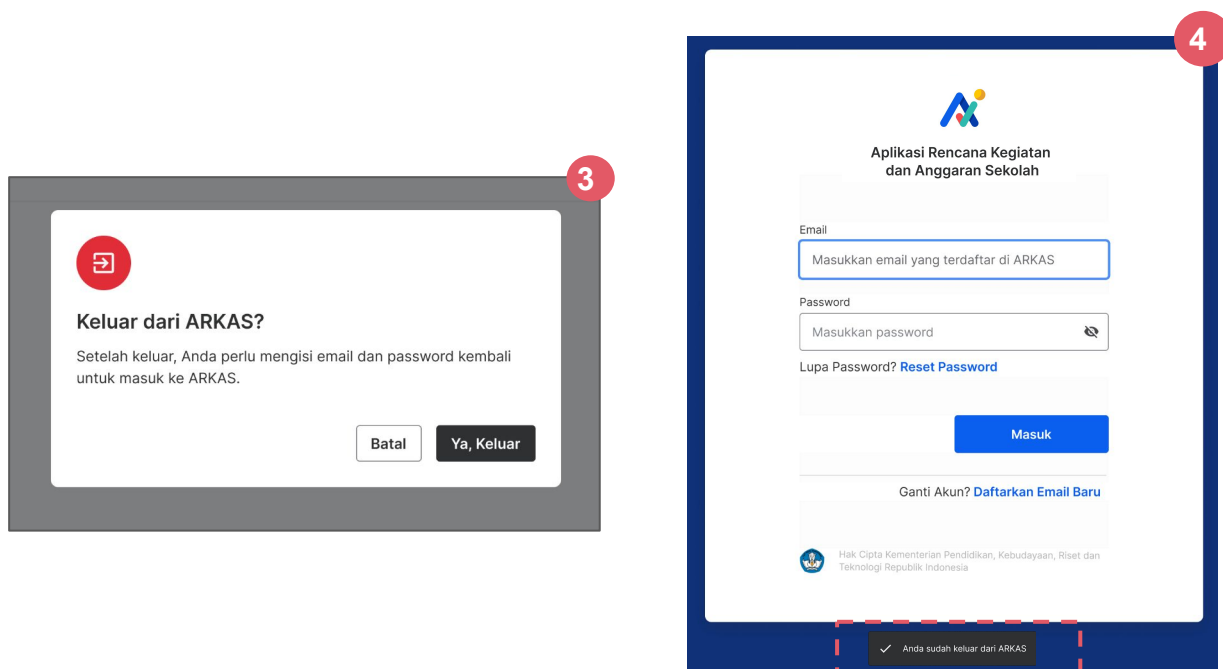 3
Keluar dari ARKAS?
Setelah keluar, Anda perlu mengisi email dan password kembali
untuk masuk ke ARKAS.
Batal
Ya, Keluar
4
Aplikasi Rencana Kegiatan
dan Anggaran Sekolah
Email
Masukkan email yang terdaftar di ARKAS
Password
Masukkan password
Lupa Password? Reset Password
Masuk
Ganti Akun? Daftarkan Email Baru
Hak Cipta Kementerian Pendidikan, Kebudayaan, Riset dan
Teknologi Republik Indonesia
Anda sudah keluar dari ARKAS